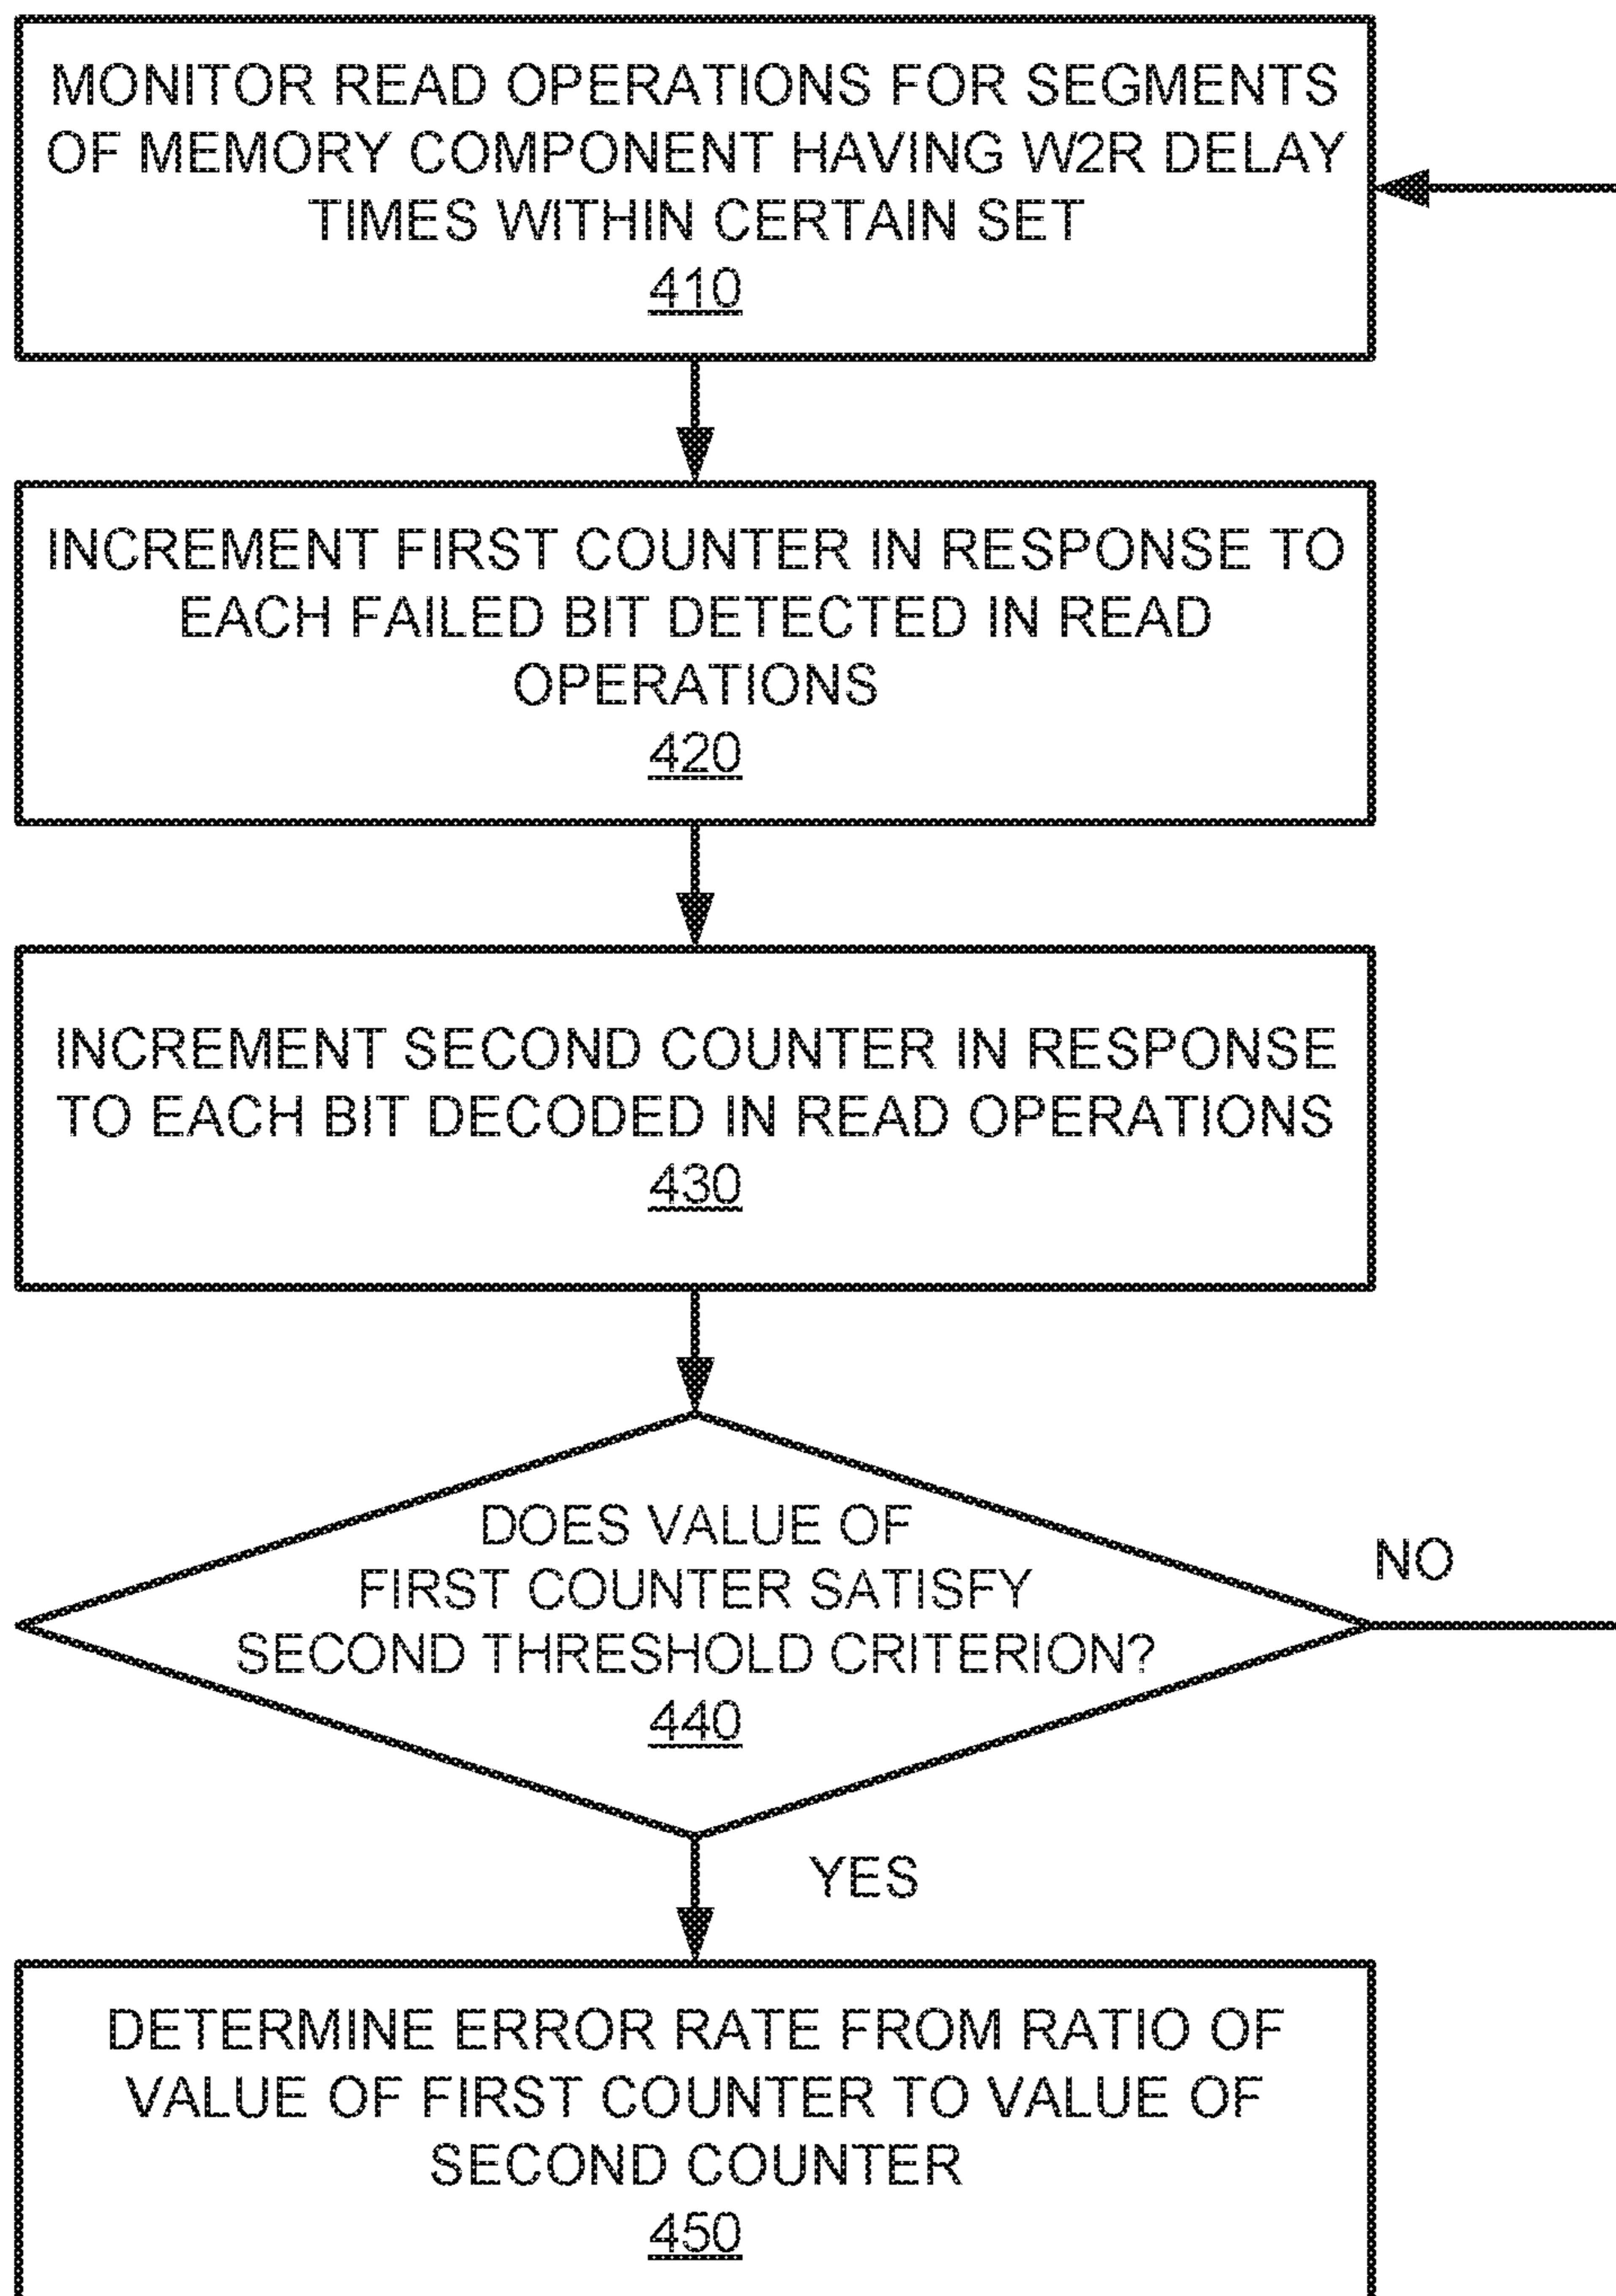 MONITOR READ OPERATIONS FOR SEGMENTS
OF MEMORY COMPONENT HAVING W2R DELAY
TIMES WITHIN CERTAIN SET
410
INCREMENT FIRST COUNTER IN RESPONSE TO
EACH FAILED BIT DETECTED IN READ
OPERATIONS
420
INCREMENT SECOND COUNTER IN RESPONSE
TO EACH BIT DECODED IN READ OPERATIONS
430
DOES VALUE OF
FIRST COUNTER SATISFY
SECOND THRESHOLD CRITERION?
440
NO
YES
DETERMINE ERROR RATE FROM RATIO OF
VALUE OF FIRST COUNTER TO VALUE OF
SECOND COUNTER
450